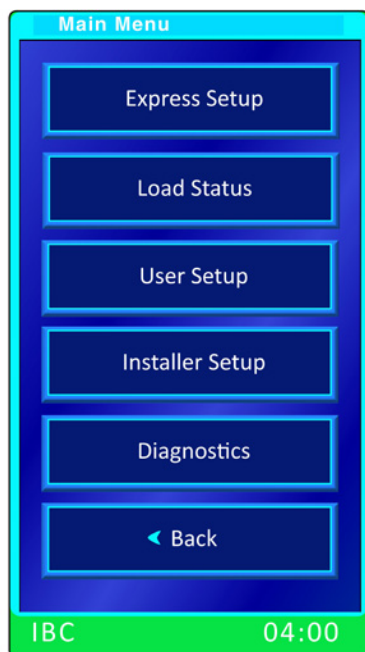 Main Menu
Express Setup
Load Status
User Setup
Installer Setup
Diagnostics
Back
IBC 04:00